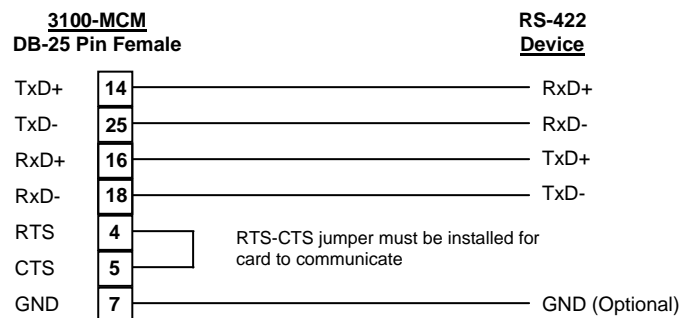 3100-MCM RS-422
DB-25 Pin Female Device
TxD+ 14 RxD+
TxD- 25 RxD-
RxD+ 16 TxD+
RxD- 18 TxD-
RTS 4 RTS-CTS jumper must be installed for
CTS 5 card to communicate
GND 7 GND (Optional)